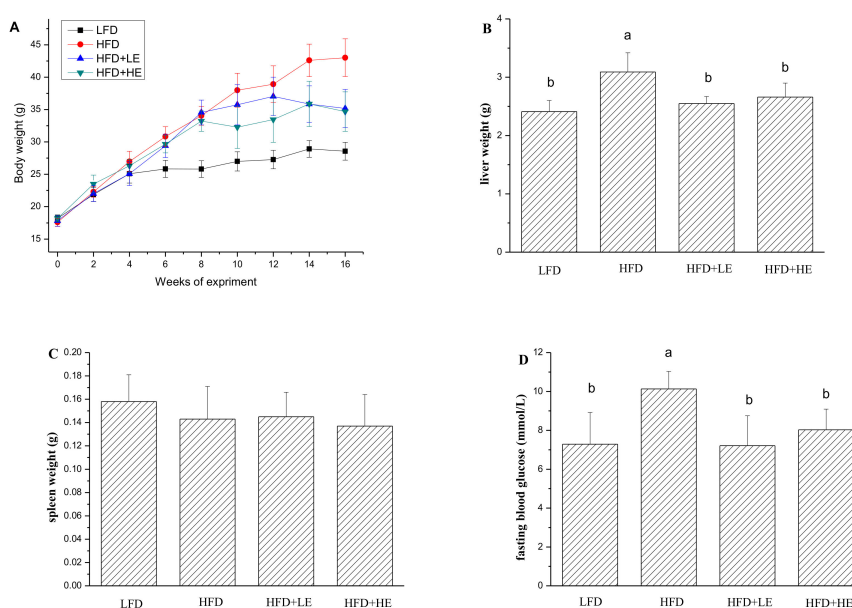 A
LFD
HFD
HFD+LE
HFD+HE
45
40
35
30
25
20
15
Body weight (g)
0 2 4 6 8 10 12 14 16
Weeks of expriment
B
4
3
2
1
0
liver weight (g)
b a b b
LFD HFD HFD+LE HFD+HE
C
0.20
0.18
0.16
0.14
0.12
0.10
0.08
0.06
0.04
0.02
0.00
spleen weight (g)
LFD HFD HFD+LE HFD+HE
D
12
10
8
6
4
2
0
fasting blood glucose (mmol/L)
b a b b
LFD HFD HFD+LE HFD+HE